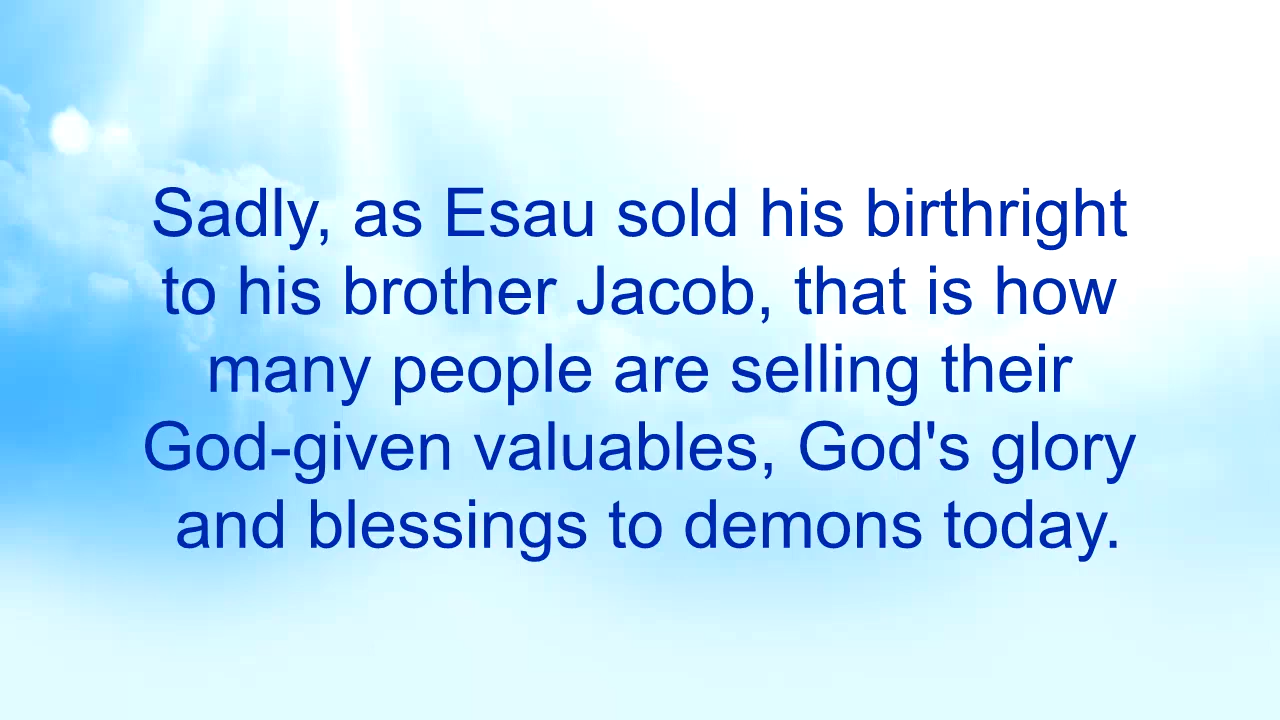 Sadly, as Esau sold his birthright
to his brother Jacob, that is how
many people are selling their
God-given valuables, God's glory
and blessings to demons today.